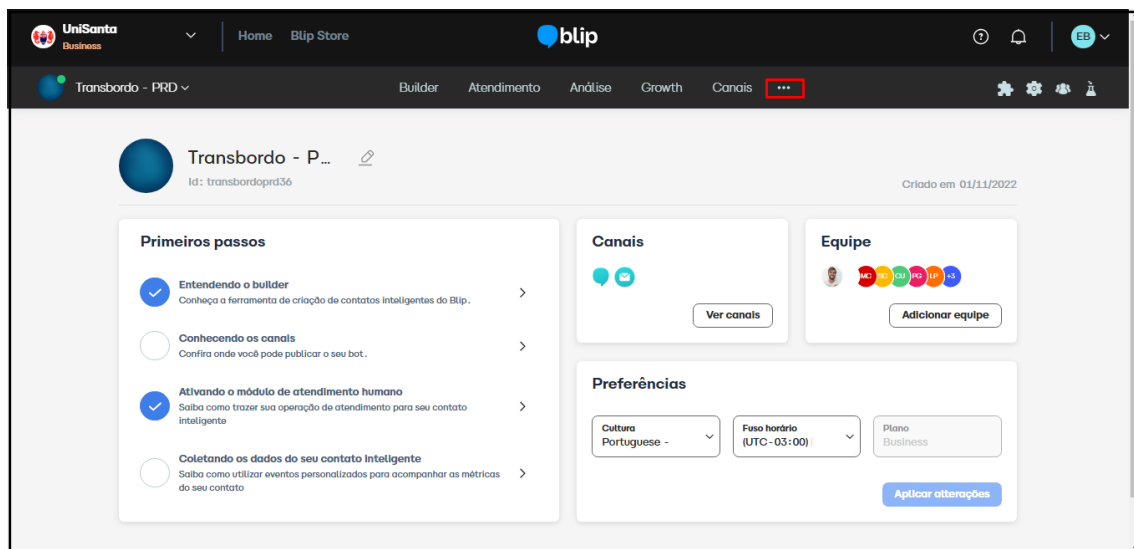 UniSanta
Business
Home Blip Store
blip
EB
Transbordo - PRD
Builder Atendimento Análise Growth Canais ...
Transbordo - P...
Id: transbordoprd36
Criado em 01/11/2022
Primeiros passos
Entendendo o builder
Conheça a ferramenta de criação de contatos inteligentes do Blip.
Conhecendo os canais
Confira onde você pode publicar o seu bot.
Ativando o módulo de atendimento humano
Saiba como trazer sua operação de atendimento para seu contato
inteligente
Coletando os dados do seu contato inteligente
Saiba como utilizar eventos personalizados para acompanhar as métricas
do seu contato
Canais
Ver canais
Equipe
MC CU PG LP +3
Adicionar equipe
Preferências
Cultura
Portuguese -
Fuso horário
(UTC-03:00)
Plano
Business
Aplicar alterações